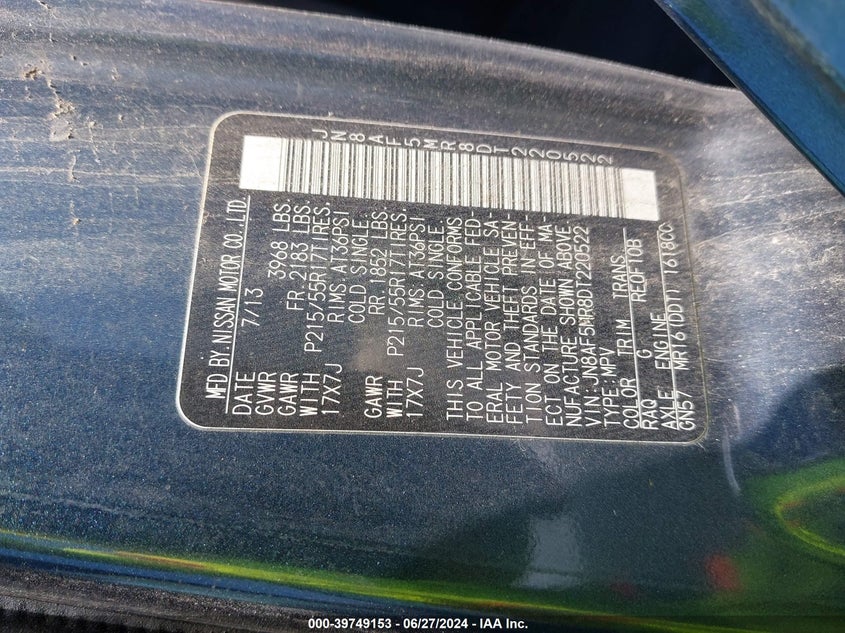 JN8AF5MR8DT220522
MFD BY NISSAN MOTOR CO., LTD.
DATE 7/13
GVWR 3968 LBS.
GAWR FR. 2183 LBS.
WITH P215/55R17TIRES,
17X7J RIMS AT36PSI
COLD SINGLE.
GAWR RR. 1852 LBS.
WITH P215/55R17TIRES,
17X7J RIMS AT36PSI
COLD SINGLE.
THIS VEHICLE CONFORMS
TO ALL APPLICABLE FED-
ERAL MOTOR VEHICLE SA-
FETY AND THEFT PREVEN-
TION STANDARDS IN EFF-
ECT ON THE DATE OF MA-
NUFACTURE SHOWN ABOVE.
VIN:JN8AF5MR8DT220522
TYPE:MPV
COLOR TRIM TRANS.
RAQ G RE0F10B
AXLE ENGINE
GN57 MR16(DDT) 1618CC
000-39749153 - 06/27/2024 - IAA Inc.